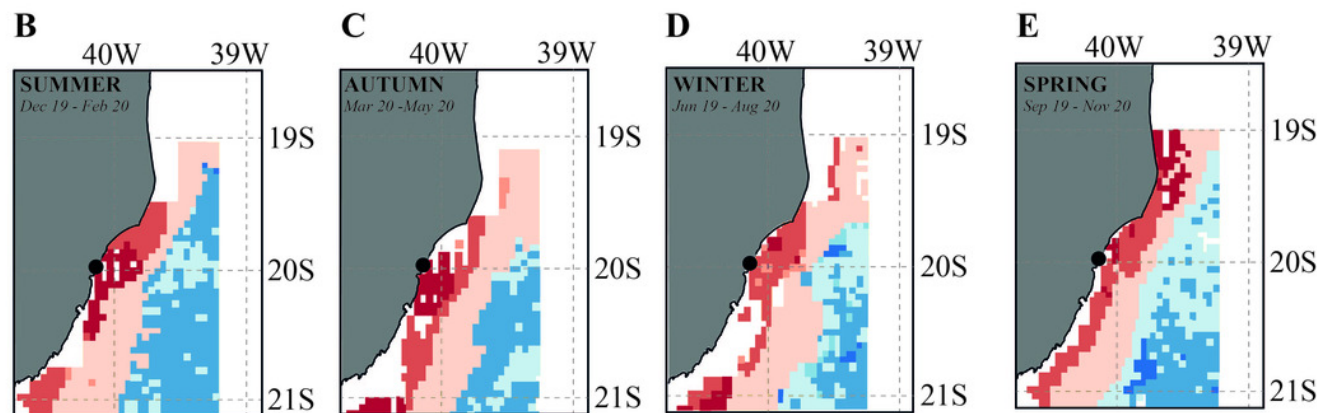 B
40W 39W
SUMMER
Dec 19 - Feb 20
19S
20S
21S
C
40W 39W
AUTUMN
Mar 20 -May 20
19S
20S
21S
D
40W 39W
WINTER
Jun 19 - Aug 20
19S
20S
21S
E
40W 39W
SPRING
Sep 19 - Nov 20
19S
20S
21S